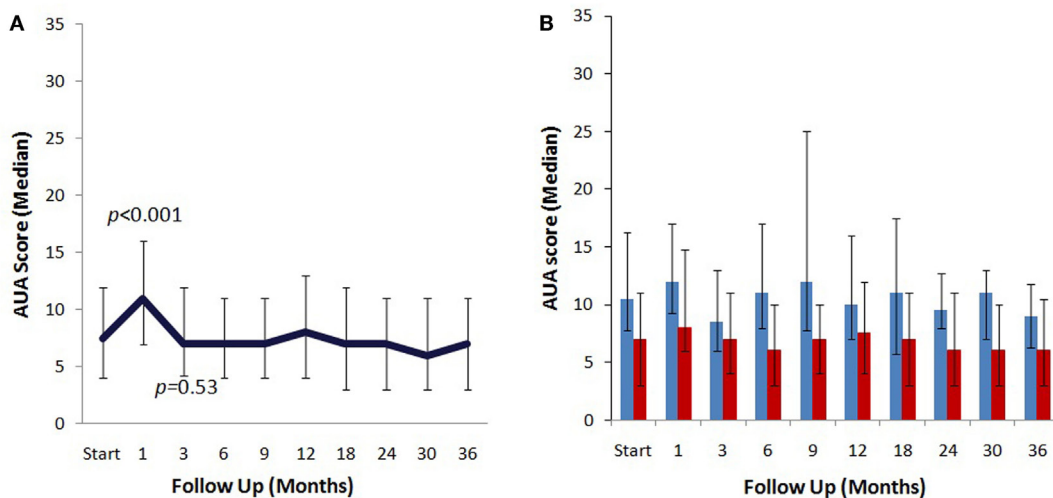 A
35
30
25
20
15
10
5
0
AUA Score (Median)
p<0.001
p=0.53
Start 1 3 6 9 12 18 24 30 36
Follow Up (Months)
B
35
30
25
20
15
10
5
0
AUA score (Median)
Start 1 3 6 9 12 18 24 30 36
Follow Up (Months)